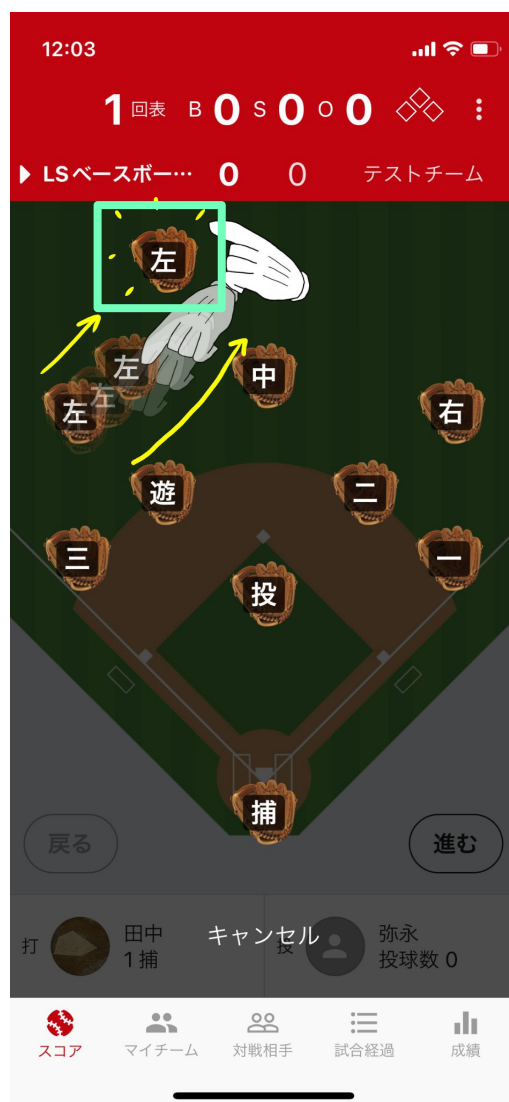 12:03
1回表 B 0 S 0 O 0
LSベースボー… 0 0 テストチーム
左
左
中
左
左
右
遊
二
三
一
投
捕
戻る
進む
打 田中 1捕
キャンセル
投 弥永 投球数 0
スコア マイチーム 対戦相手 試合経過 成績